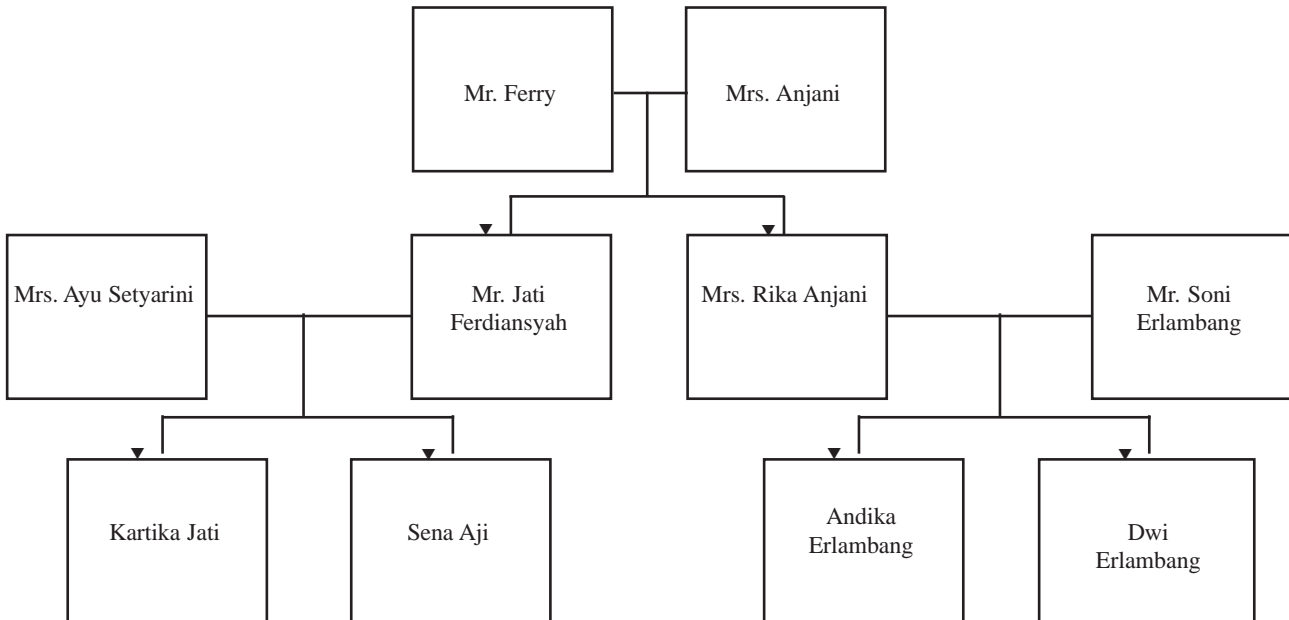 Mr. Ferry
Mrs. Anjani
Mrs. Ayu Setyarini
Mr. Jati
Ferdiansyah
Mrs. Rika Anjani
Mr. Soni
Erlambang
Kartika Jati
Sena Aji
Andika
Erlambang
Dwi
Erlambang